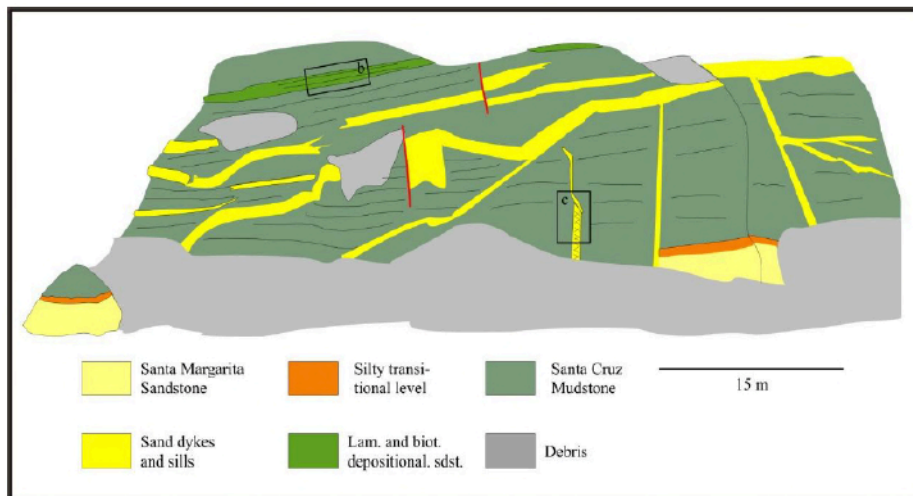 b
c
Santa Margarita
Sandstone
Silty transi-
tional level
Santa Cruz
Mudstone
15 m
Sand dykes
and sills
Lam. and biot.
depositional. sdst.
Debris